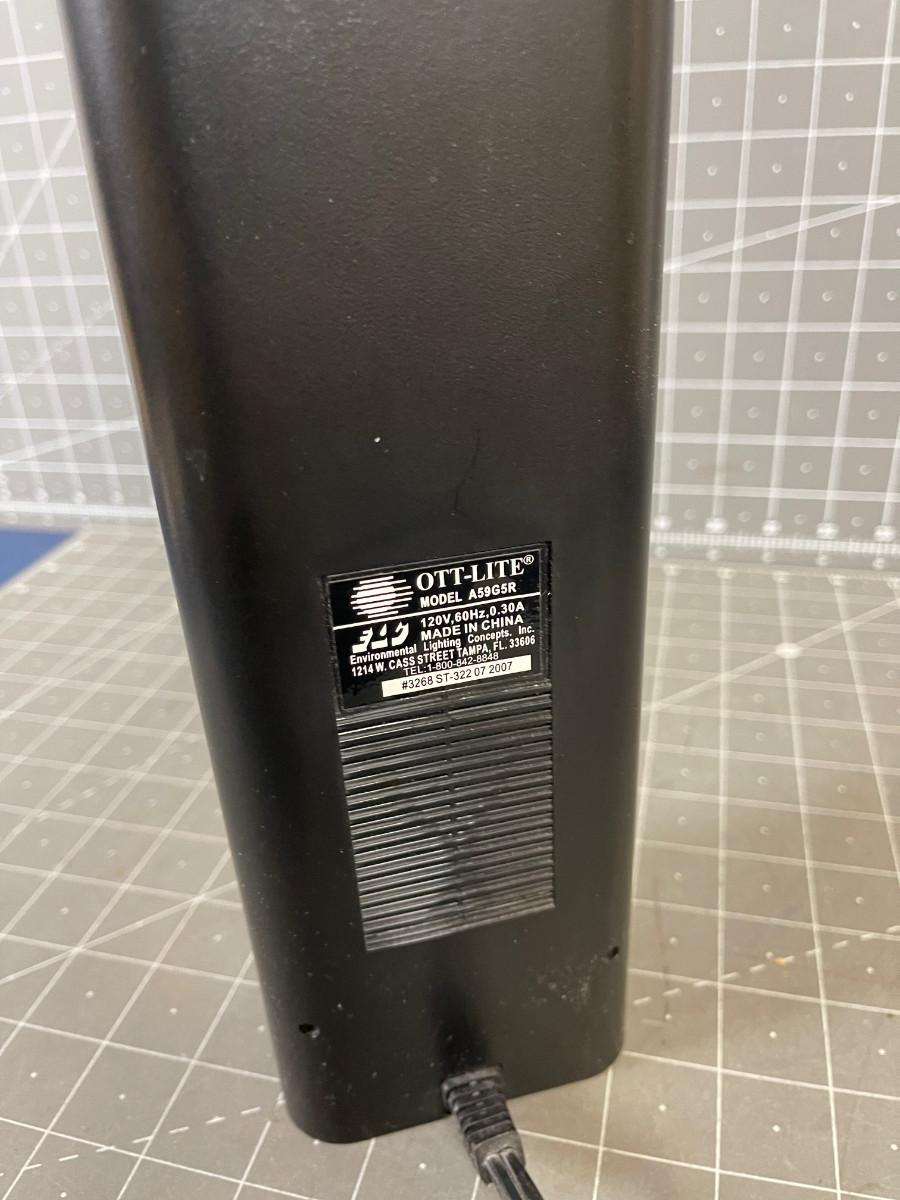 OTT-LITE®
MODEL A59G5R
120V,60Hz,0.30A
MADE IN CHINA
Environmental Lighting Concepts. Inc.
1214 W. CASS STREET TAMPA, FL. 33606
TEL:1-800-842-8848
#3268 ST-322 07 2007